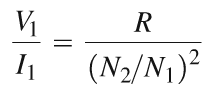 V₁/I₁ = R/(N₂/N₁)²